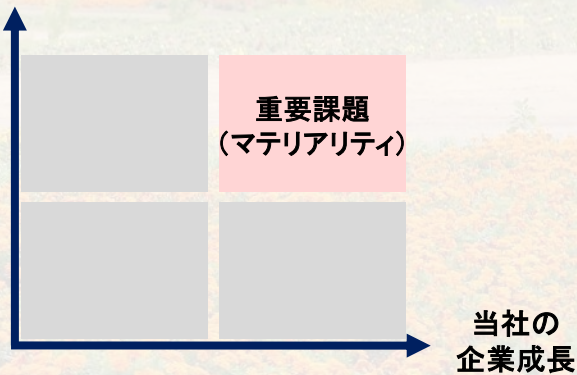 重要課題
（マテリアリティ）
当社の
企業成長